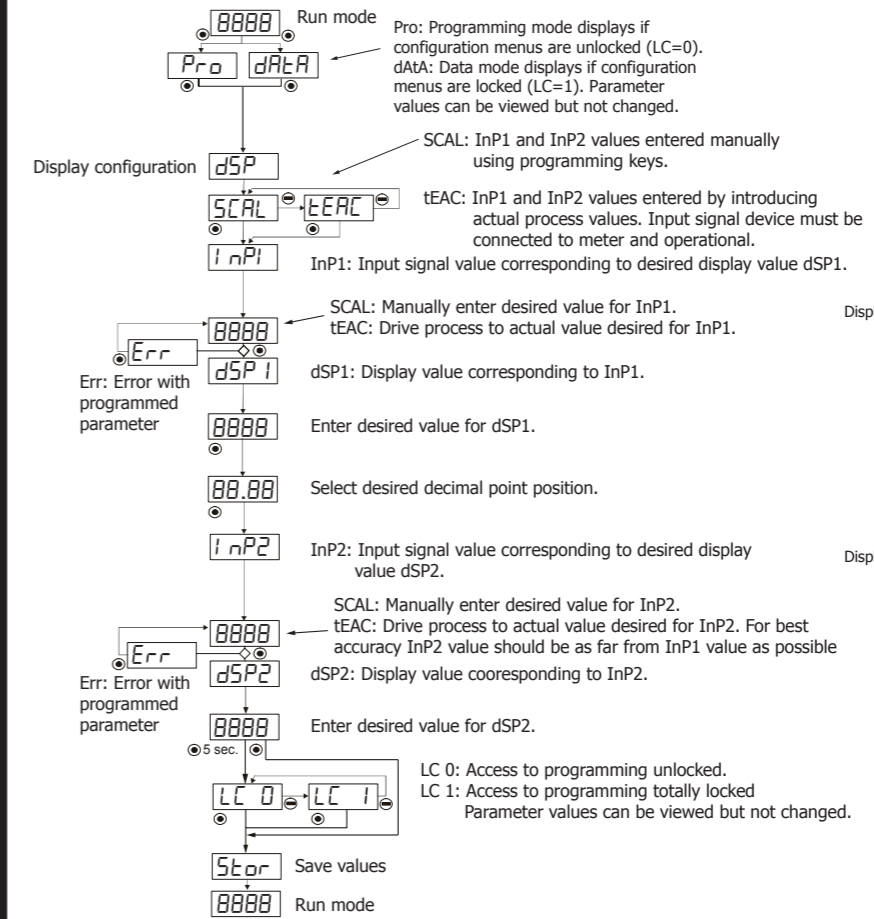 8888 Run mode
Pro: Programming mode displays if
configuration menus are unlocked (LC=0).
dAtA: Data mode displays if configuration
menus are locked (LC=1). Parameter
values can be viewed but not changed.
Pro dAtA
SCAL: InP1 and InP2 values entered manually
using programming keys.
Display configuration dSP
tEAC: InP1 and InP2 values entered by introducing
actual process values. Input signal device must be
connected to meter and operational.
SCAL tEAC
InP1
InP1: Input signal value corresponding to desired display value dSP1.
SCAL: Manually enter desired value for InP1.
tEAC: Drive process to actual value desired for InP1.
Disp
8888
Err
Err: Error with
programmed
parameter
dSP1
dSP1: Display value corresponding to InP1.
8888 Enter desired value for dSP1.
88.88 Select desired decimal point position.
InP2
InP2: Input signal value corresponding to desired display
value dSP2.
Disp
SCAL: Manually enter desired value for InP2.
tEAC: Drive process to actual value desired for InP2. For best
accuracy InP2 value should be as far from InP1 value as possible
8888
Err
Err: Error with
programmed
parameter
dSP2
dSP2: Display value cooresponding to InP2.
8888 Enter desired value for dSP2.
5 sec.
LC 0 LC 1
LC 0: Access to programming unlocked.
LC 1: Access to programming totally locked
Parameter values can be viewed but not changed.
Stor Save values
8888 Run mode